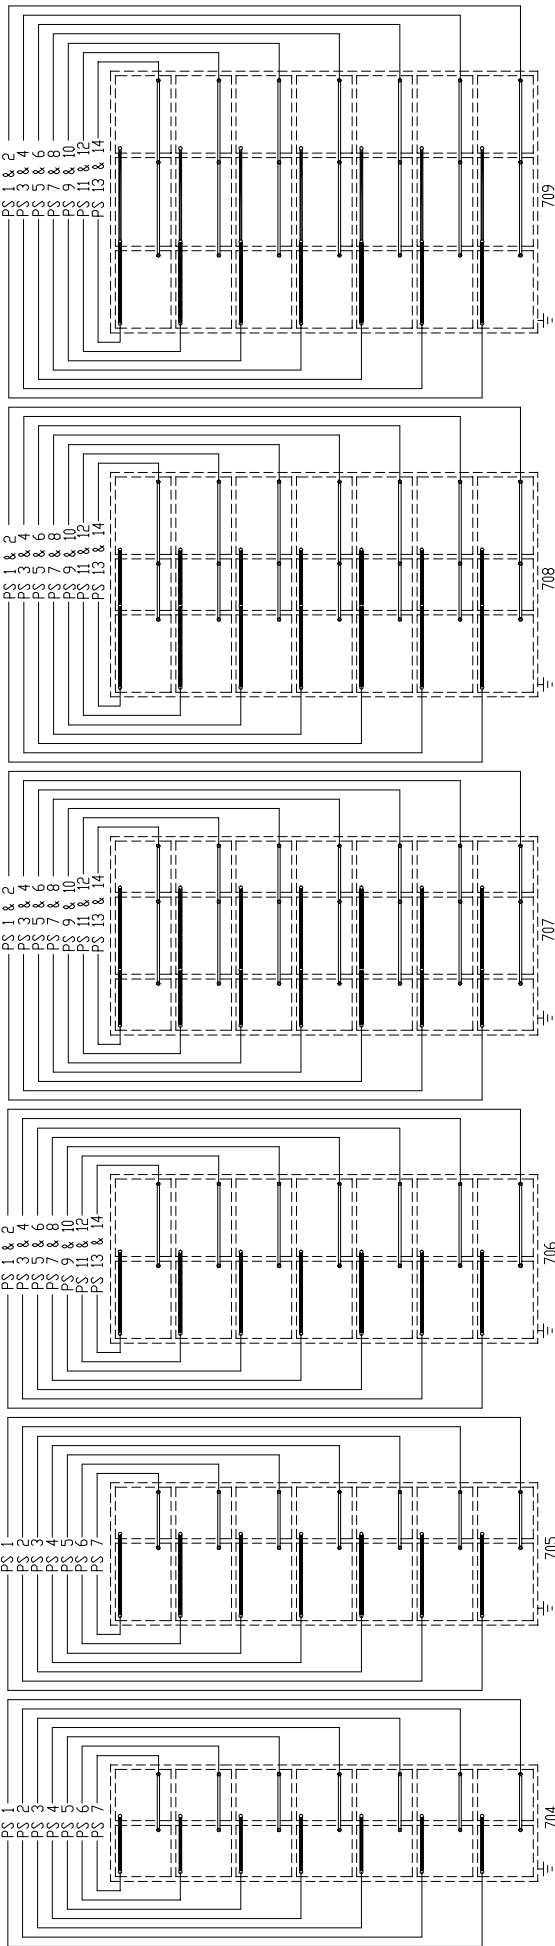 PS 1 & 2
PS 3 & 4
PS 5 & 6
PS 7 & 8
PS 9 & 10
PS 11 & 12
PS 13 & 14
709
PS 1 & 2
PS 3 & 4
PS 5 & 6
PS 7 & 8
PS 9 & 10
PS 11 & 12
PS 13 & 14
708
PS 1 & 2
PS 3 & 4
PS 5 & 6
PS 7 & 8
PS 9 & 10
PS 11 & 12
PS 13 & 14
707
PS 1 & 2
PS 3 & 4
PS 5 & 6
PS 7 & 8
PS 9 & 10
PS 11 & 12
PS 13 & 14
706
PS 1
PS 2
PS 3
PS 4
PS 5
PS 6
PS 7
705
PS 1
PS 2
PS 3
PS 4
PS 5
PS 6
PS 7
704